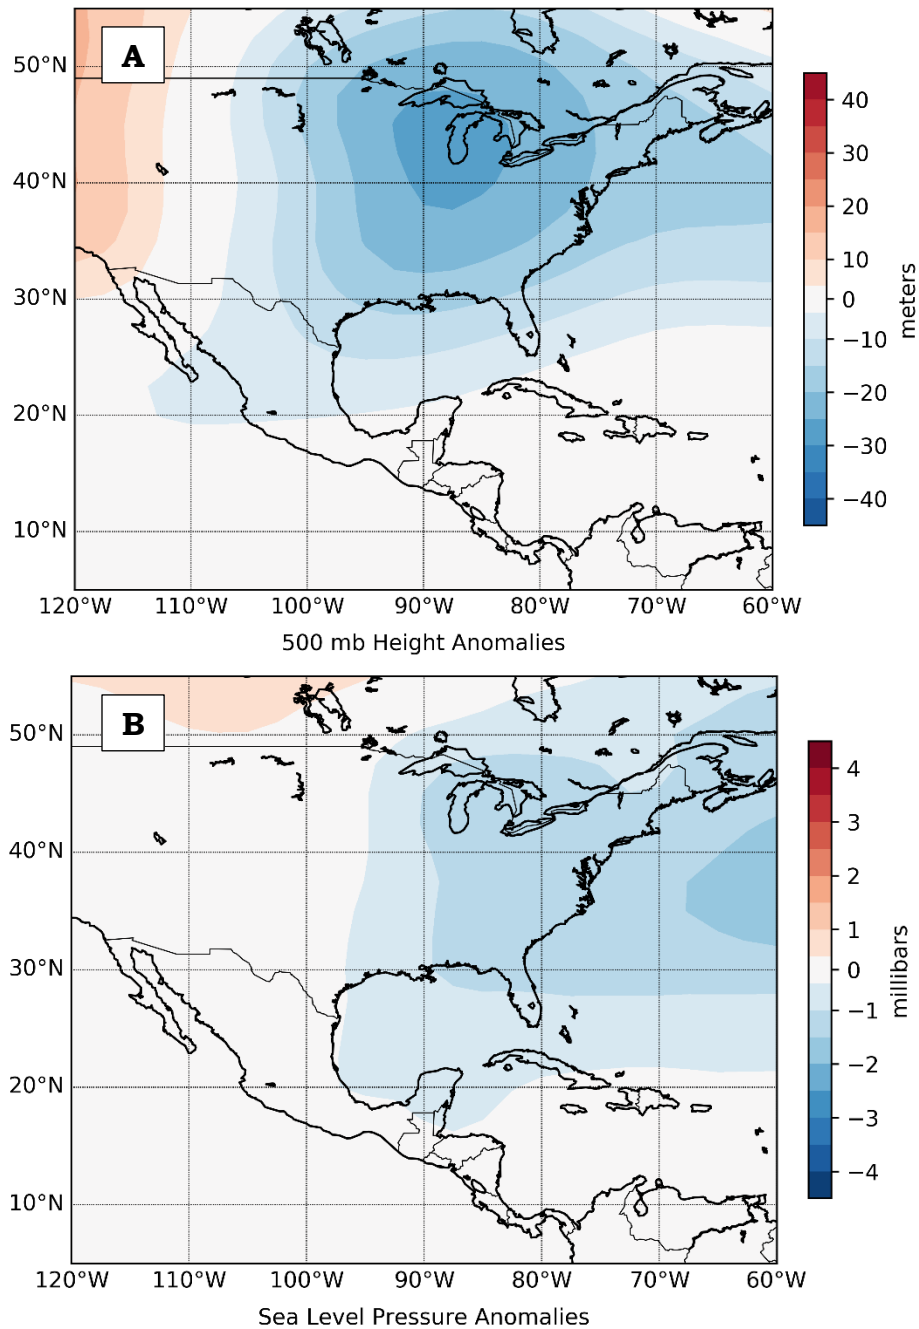 A
50°N
40°N
30°N
20°N
10°N
120°W 110°W 100°W 90°W 80°W 70°W 60°W
500 mb Height Anomalies
40
30
20
10
0
−10
−20
−30
−40
meters
B
50°N
40°N
30°N
20°N
10°N
120°W 110°W 100°W 90°W 80°W 70°W 60°W
Sea Level Pressure Anomalies
4
3
2
1
0
−1
−2
−3
−4
millibars